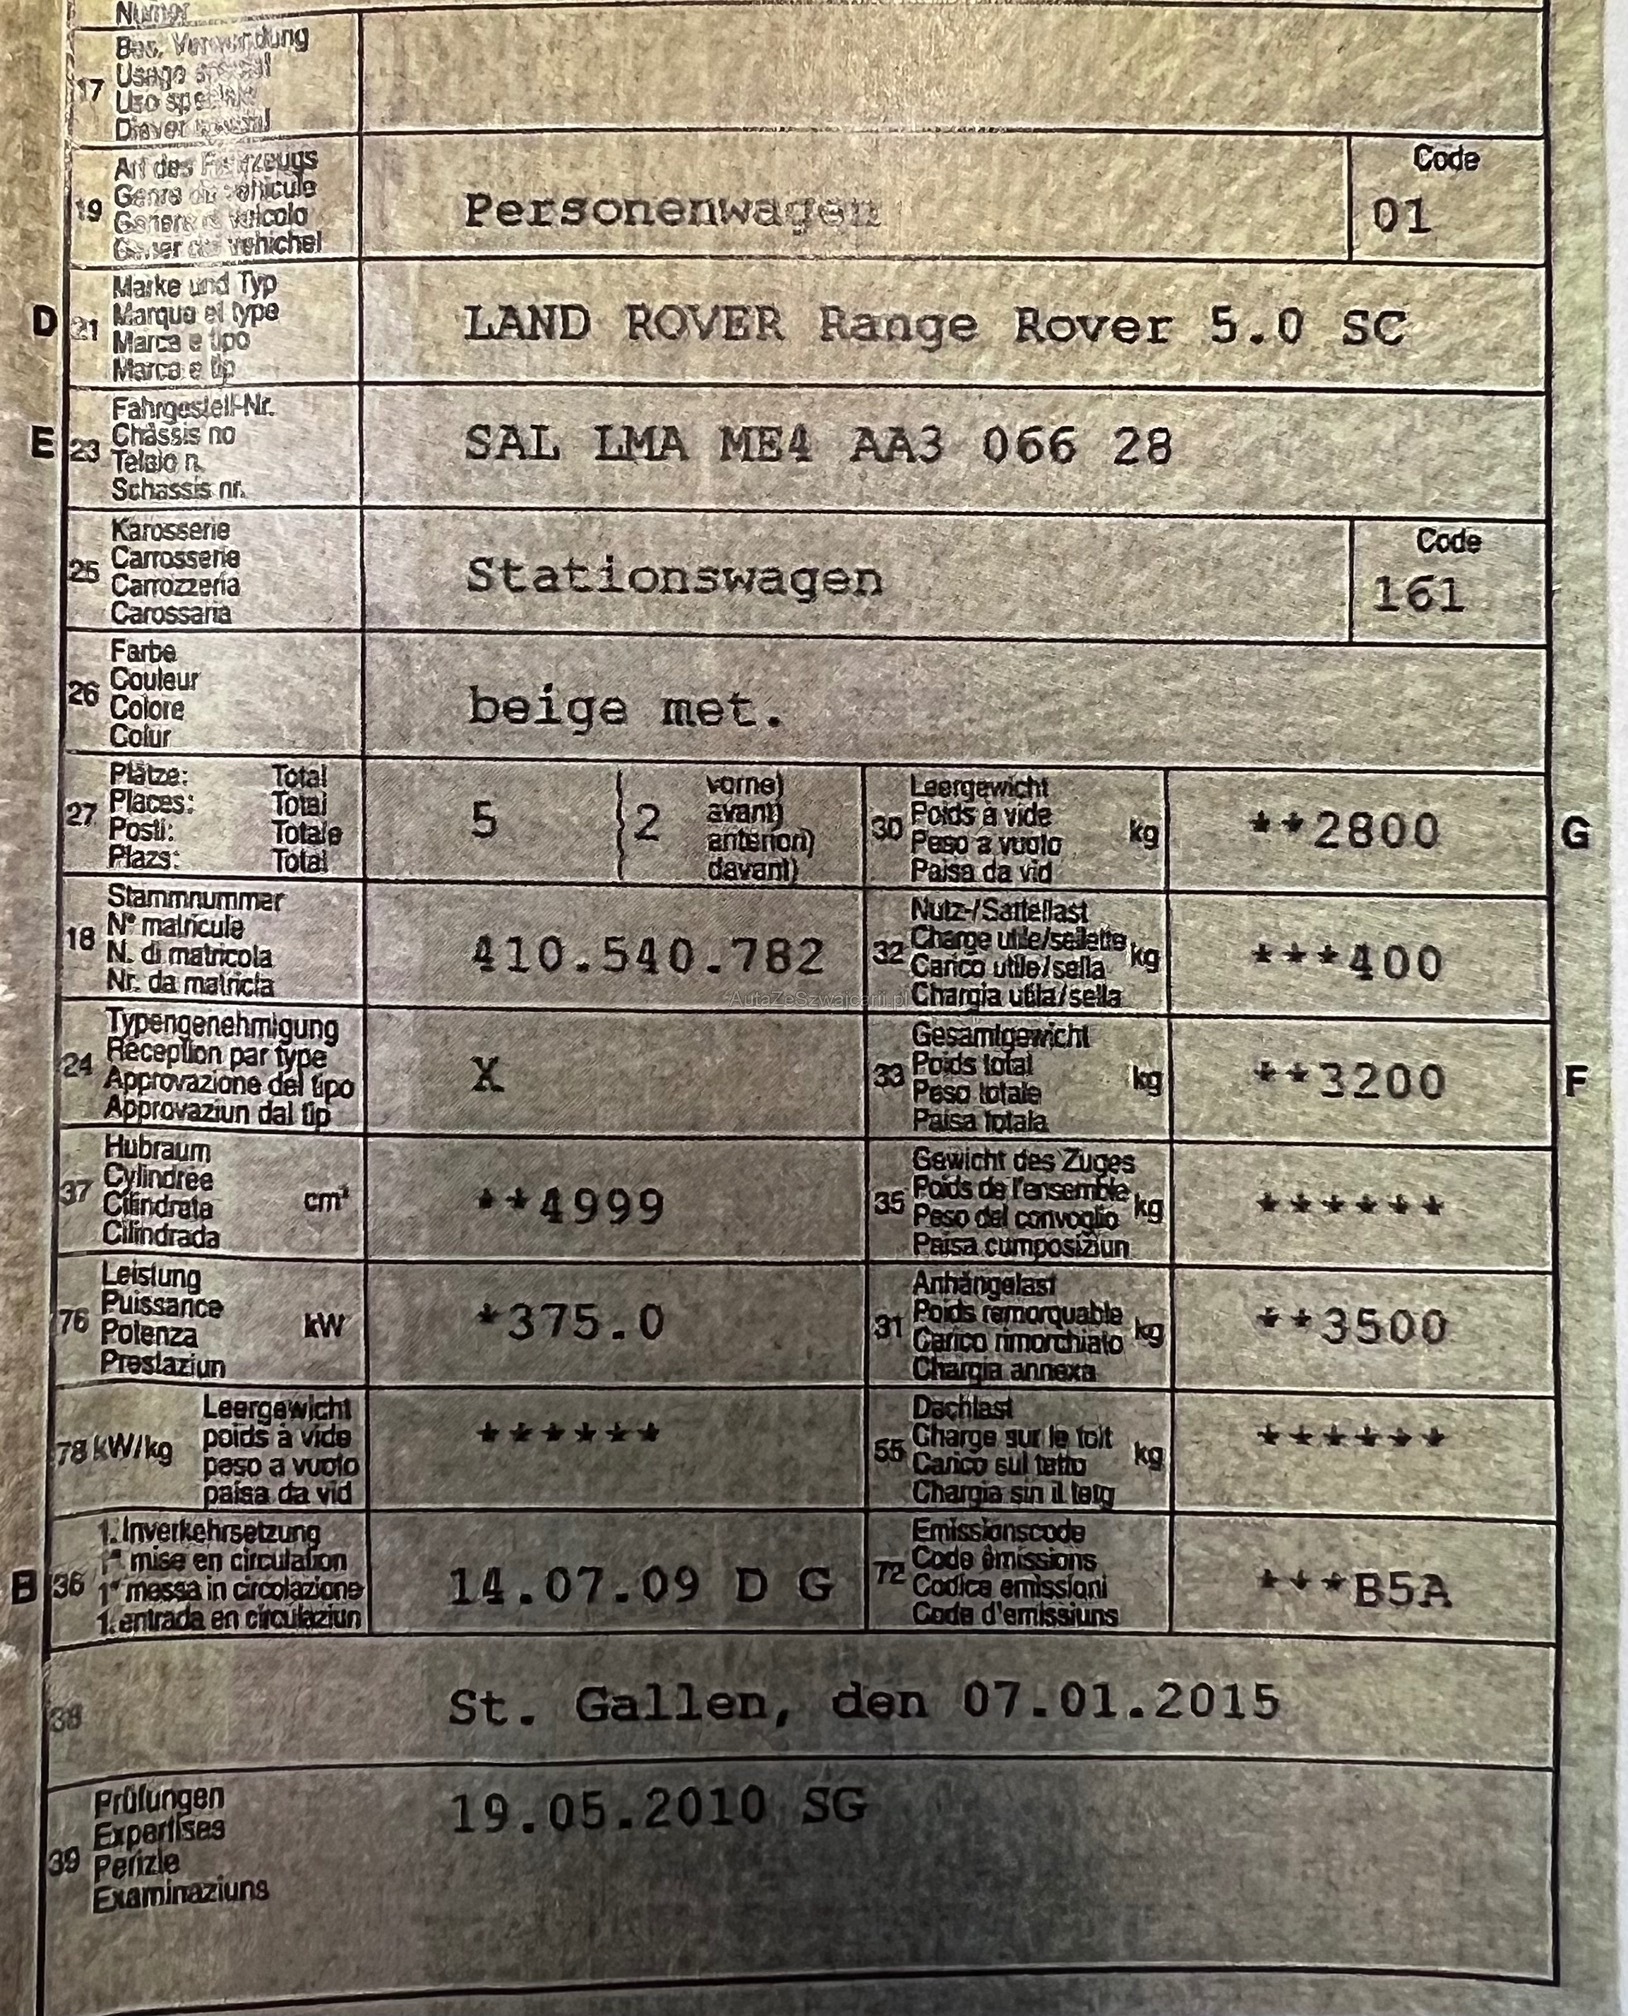 17 Bes. Verwendung
Usage spécial
Uso speciale
Diever spezial
19 Art des Fahrzeugs
Genre du véhicule
Genere di veicolo
Gener dal vehichel
Personenwagen
Code
01
D 21 Marke und Typ
Marque et type
Marca e tipo
Marca e tip
LAND ROVER Range Rover 5.0 SC
E 23 Fahrgestell-Nr.
Châssis no
Telaio n.
Schassis nr.
SAL LMA ME4 AA3 066 28
25 Karosserie
Carrosserie
Carrozzeria
Carossaria
Stationswagen
Code
161
26 Farbe
Couleur
Colore
Colur
beige met.
27 Plätze: Total
Places: Total
Posti: Totale
Plazs: Total
5 2
vorne)
avant)
anteriori)
davant)
30 Leergewicht
Poids à vide
Peso a vuoto
Paisa da vid
kg
**2800 G
18 Stammnummer
N° matricule
N. di matricola
Nr. da matricla
410.540.782
32 Nutz-/Sattellast
Charge utile/sellette
Carico utile/sella
Chargia utila/sella
kg
***400
AutaZeSzwajcarii.pl
24 Typengenehmigung
Réception par type
Approvazione del tipo
Approvaziun dal tip
X
33 Gesamtgewicht
Poids total
Peso totale
Paisa totala
kg
**3200 F
37 Hubraum
Cylindrée
Cilindrata
Cilindrada
cm³
**4999
35 Gewicht des Zuges
Poids de l'ensemble
Peso del convoglio
Paisa cumposiziun
kg
******
76 Leistung
Puissance
Potenza
Prestaziun
kW
*375.0
31 Anhängelast
Poids remorquable
Carico rimorchiato
Chargia annexa
kg
**3500
78 kW/kg
Leergewicht
poids à vide
peso a vuoto
paisa da vid
******
55 Dachlast
Charge sur le toit
Carico sul tetto
Chargia sin il tetg
kg
******
B 36 1. Inverkehrsetzung
1re mise en circulation
1a messa in circolazione
1. entrada en circulaziun
14.07.09 D G
72 Emissionscode
Code émissions
Codice emissioni
Code d'emissiuns
***B5A
38 St. Gallen, den 07.01.2015
39 Prüfungen
Expertises
Perizie
Examinaziuns
19.05.2010 SG